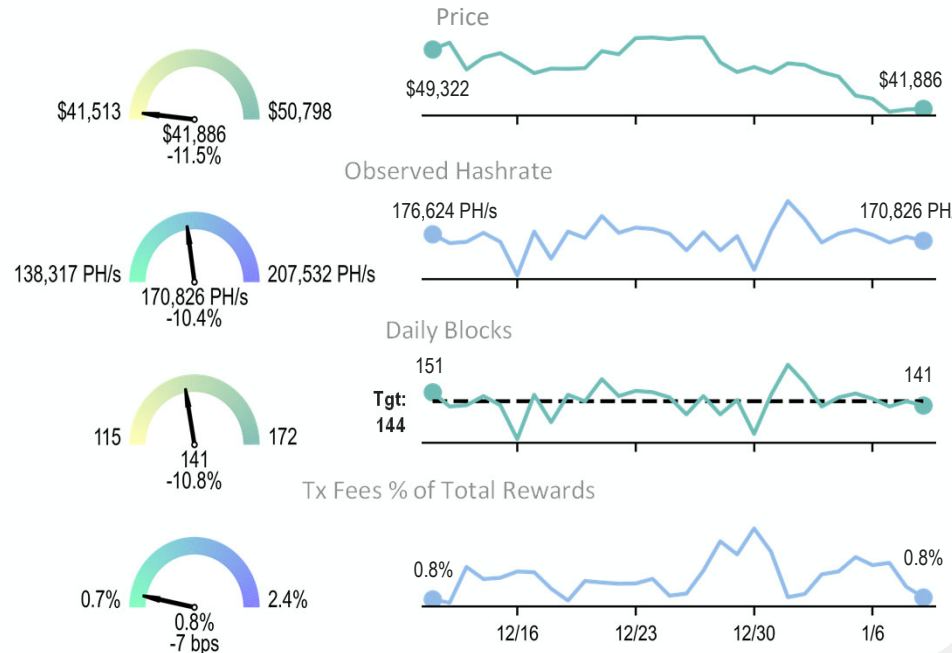 Price
$41,513
$50,798
$41,886
-11.5%
$49,322
$41,886
Observed Hashrate
138,317 PH/s
207,532 PH/s
170,826 PH/s
-10.4%
176,624 PH/s
170,826 PH
Daily Blocks
115
172
141
-10.8%
151
141
Tgt:
144
Tx Fees % of Total Rewards
0.7%
2.4%
0.8%
-7 bps
0.8%
0.8%
12/16
12/23
12/30
1/6